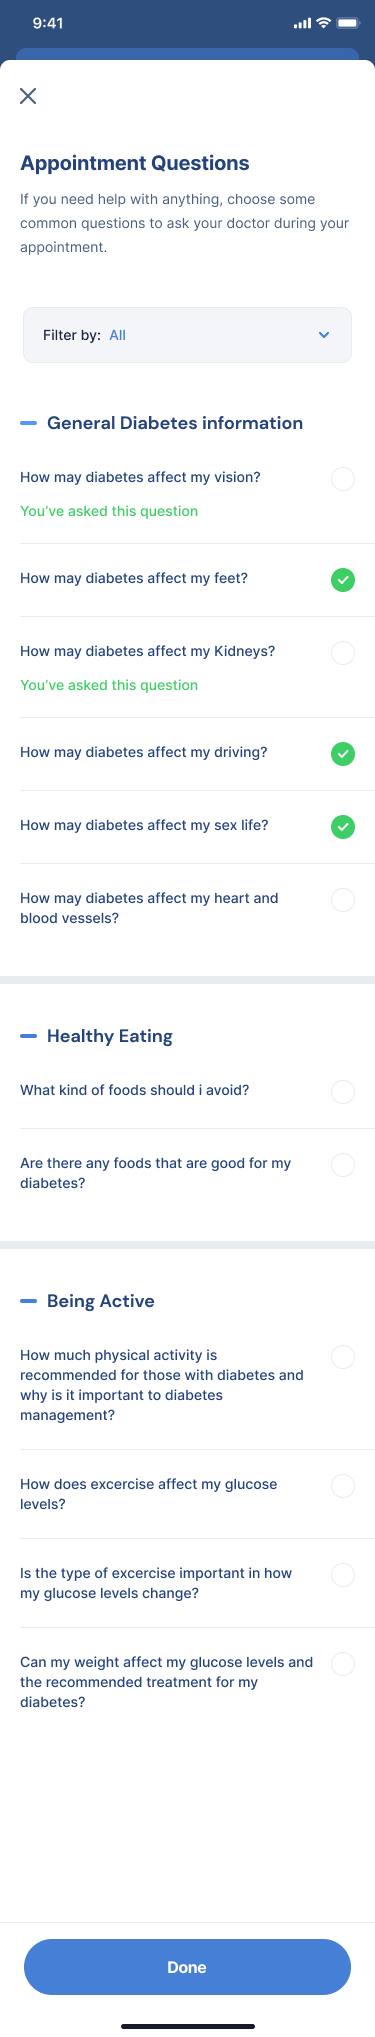 9:41
Appointment Questions
If you need help with anything, choose some
common questions to ask your doctor during your
appointment.
Filter by: All
General Diabetes information
How may diabetes affect my vision?
You’ve asked this question
How may diabetes affect my feet?
How may diabetes affect my Kidneys?
You’ve asked this question
How may diabetes affect my driving?
How may diabetes affect my sex life?
How may diabetes affect my heart and
blood vessels?
Healthy Eating
What kind of foods should i avoid?
Are there any foods that are good for my
diabetes?
Being Active
How much physical activity is
recommended for those with diabetes and
why is it important to diabetes
management?
How does excercise affect my glucose
levels?
Is the type of excercise important in how
my glucose levels change?
Can my weight affect my glucose levels and
the recommended treatment for my
diabetes?
Done